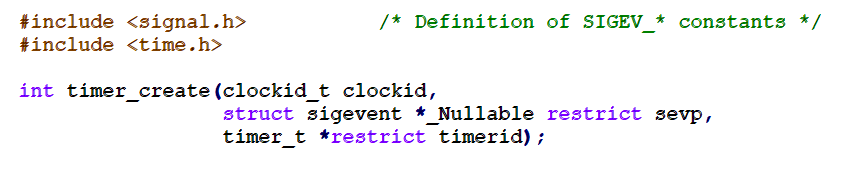 #include <signal.h>           /* Definition of SIGEV_* constants */
#include <time.h>
int timer_create(clockid_t clockid,
                 struct sigevent *_Nullable restrict sevp,
                 timer_t *restrict timerid);